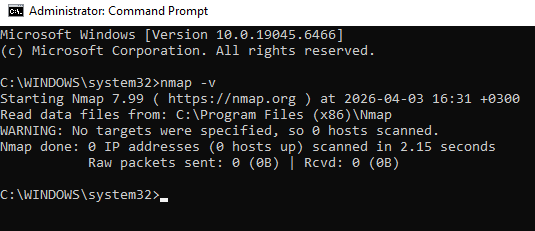 Administrator: Command Prompt
Microsoft Windows [Version 10.0.19045.6466]
(c) Microsoft Corporation. All rights reserved.
C:\WINDOWS\system32>nmap -v
Starting Nmap 7.99 ( https://nmap.org ) at 2026-04-03 16:31 +0300
Read data files from: C:\Program Files (x86)\Nmap
WARNING: No targets were specified, so 0 hosts scanned.
Nmap done: 0 IP addresses (0 hosts up) scanned in 2.15 seconds
Raw packets sent: 0 (0B) | Rcvd: 0 (0B)
C:\WINDOWS\system32>